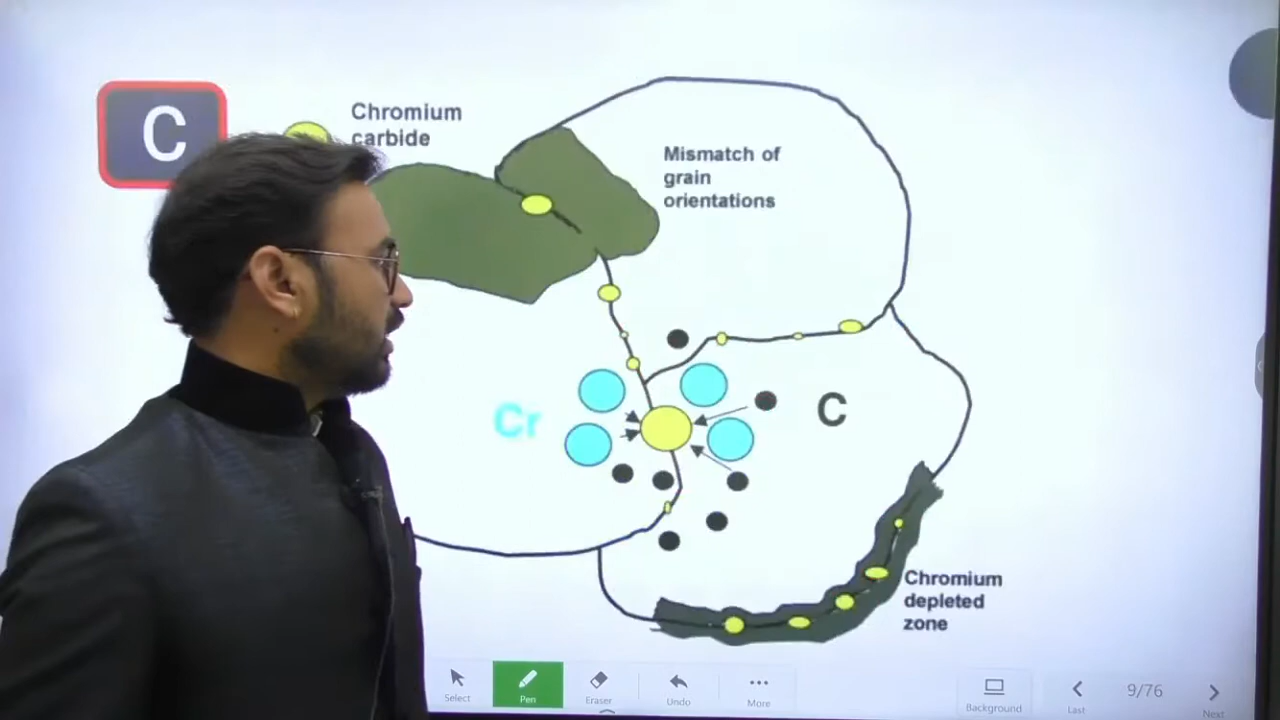 C
Chromium
carbide
Mismatch of
grain
orientations
Cr
C
Chromium
depleted
zone
Select
Pen
Eraser
Undo
More
Background
Last
9/76
Next